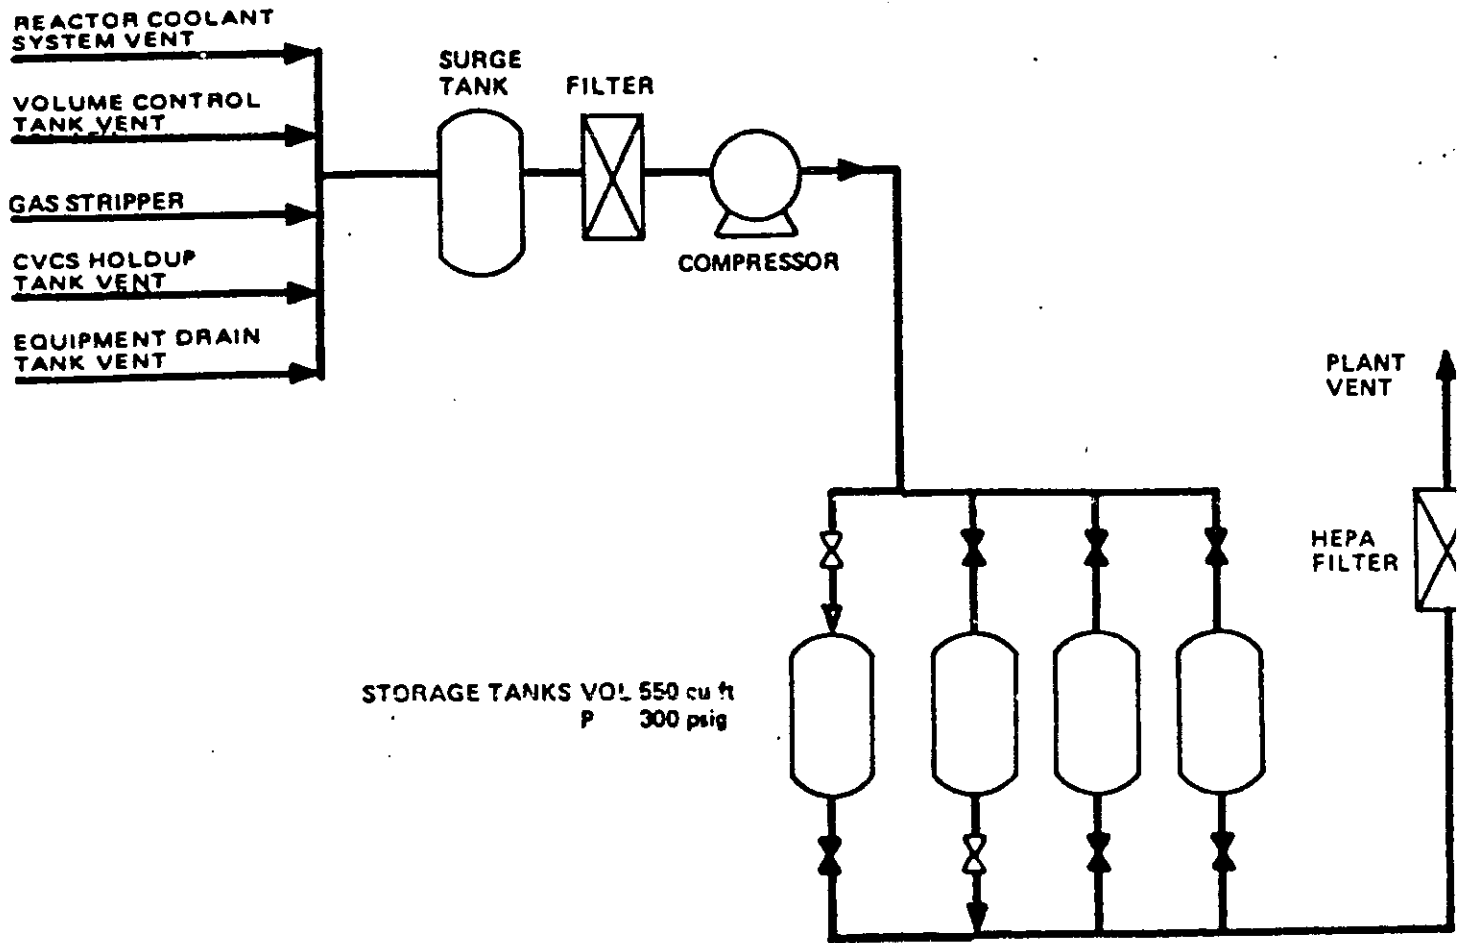 REACTOR COOLANT
SYSTEM VENT
VOLUME CONTROL
TANK VENT
GAS STRIPPER
CVCS HOLDUP
TANK VENT
EQUIPMENT DRAIN
TANK VENT
SURGE
TANK
FILTER
COMPRESSOR
PLANT
VENT
HEPA
FILTER
STORAGE TANKS VOL 550 cu ft
P 300 psig